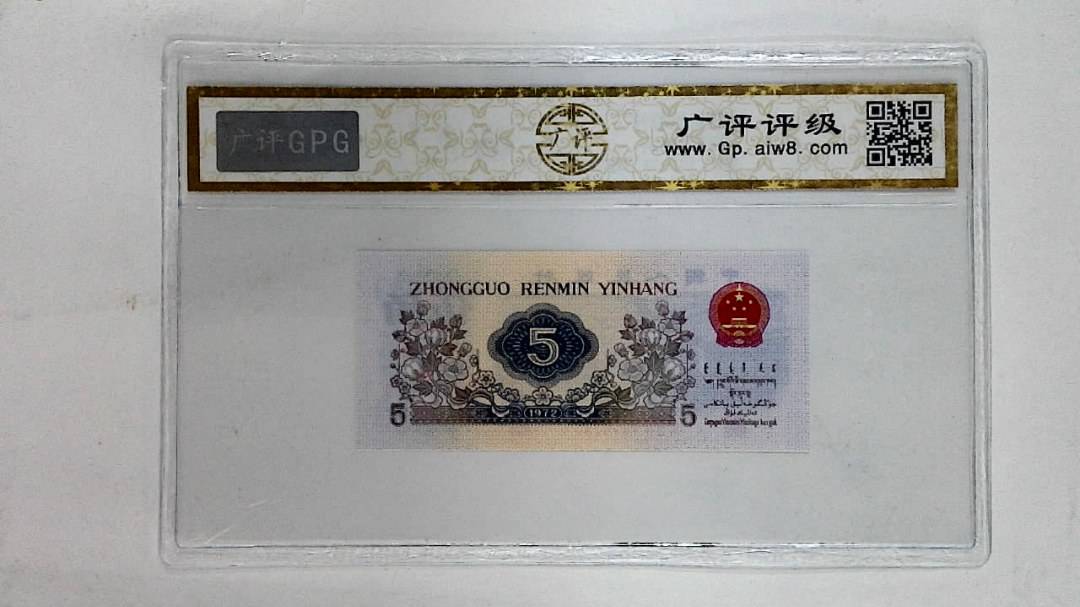 广评GPG
广评
广评评级
www.Gp.aiw8.com
ZHONGGUO RENMIN YINHANG
5
5
1972
5